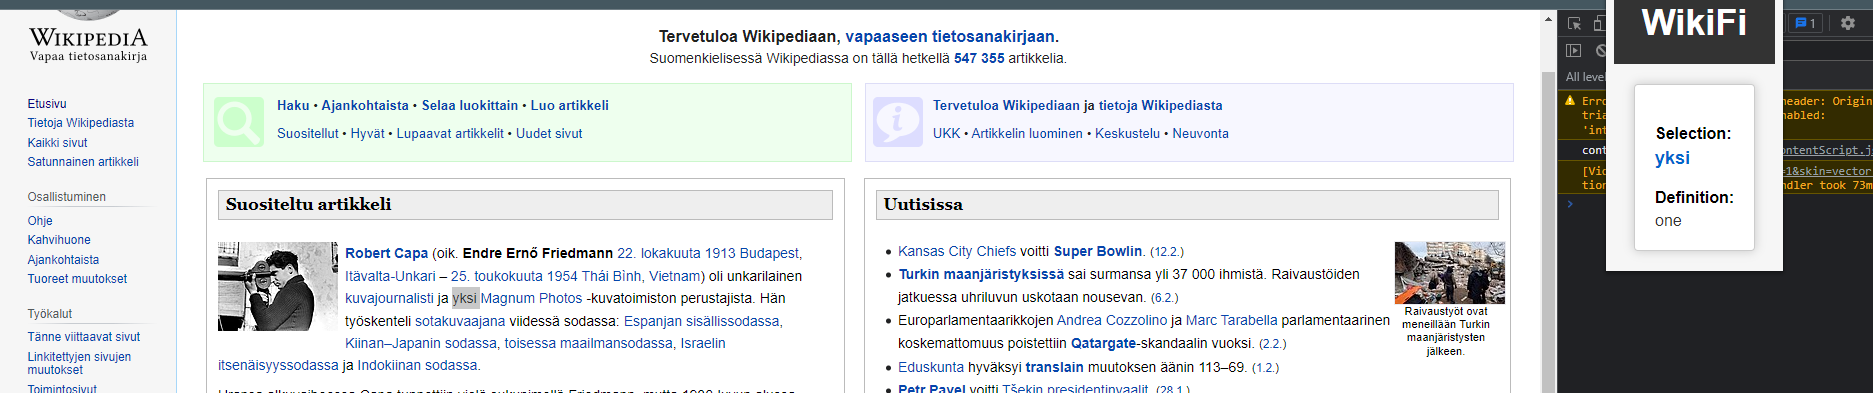 WIKIPEDIA
Vapaa tietosanakirja
Etusivu
Tietoja Wikipediasta
Kaikki sivut
Satunnainen artikkeli
Osallistuminen
Ohje
Kahvihuone
Ajankohtaista
Tuoreet muutokset
Työkalut
Tänne viittaavat sivut
Linkitettyjen sivujen
muutokset
Toimintosivut
Tervetuloa Wikipediaan, vapaaseen tietosanakirjaan.
Suomenkielisessä Wikipediassa on tällä hetkellä 547 355 artikkelia.
Haku • Ajankohtaista • Selaa luokittain • Luo artikkeli
Suositellut • Hyvät • Lupaavat artikkelit • Uudet sivut
Tervetuloa Wikipediaan ja tietoja Wikipediasta
UKK • Artikkelin luominen • Keskustelu • Neuvonta
Suositeltu artikkeli
Robert Capa (oik. Endre Ernő Friedmann 22. lokakuuta 1913 Budapest,
Itävalta-Unkari – 25. toukokuuta 1954 Thái Bình, Vietnam) oli unkarilainen
kuvajournalisti ja yksi Magnum Photos -kuvatoimiston perustajista. Hän
työskenteli sotakuvaajana viidessä sodassa: Espanjan sisällissodassa,
Kiinan–Japanin sodassa, toisessa maailmansodassa, Israelin
itsenäisyyssodassa ja Indokiinan sodassa.
Uutisissa
• Kansas City Chiefs voitti Super Bowlin. (12.2.)
• Turkin maanjäristyksissä sai surmansa yli 37 000 ihmistä. Raivaustöiden
jatkuessa uhriluvun uskotaan nousevan. (6.2.)
• Europarlamentaarikkojen Andrea Cozzolino ja Marc Tarabella parlamentaarinen
koskemattomuus poistettiin Qatargate-skandaalin vuoksi. (2.2.)
• Eduskunta hyväksyi translain muutoksen äänin 113–69. (1.2.)
• Petr Pavel voitti Tšekin presidentinvaalit. (28.1.)
Raivaustyöt ovat
meneillään Turkin
maanjäristysten
jälkeen.
WikiFi
Selection:
yksi
Definition:
one
1
All leve
Erro
eader: Origin
tria
abled:
'int
cont
ontentScript.j
[Vio
=1&skin=vector
tion
ndler took 73m